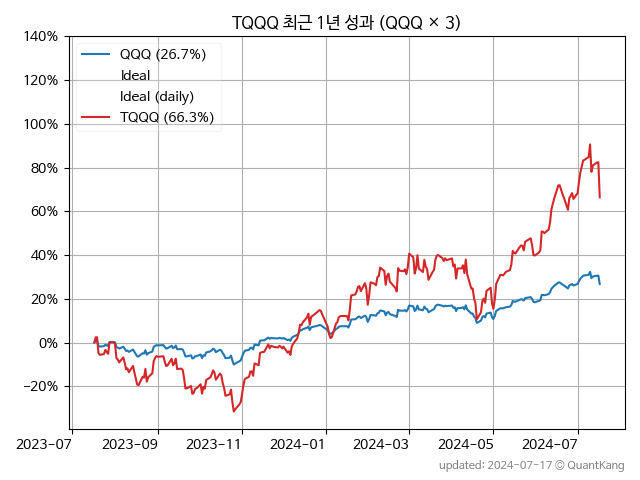 TQQQ 최근 1년 성과 (QQQ × 3)
140%
120%
100%
80%
60%
40%
20%
0%
−20%
QQQ (26.7%)
Ideal
Ideal (daily)
TQQQ (66.3%)
2023−07
2023−09
2023−11
2024−01
2024−03
2024−05
2024−07
updated: 2024-07-17 © QuantKang